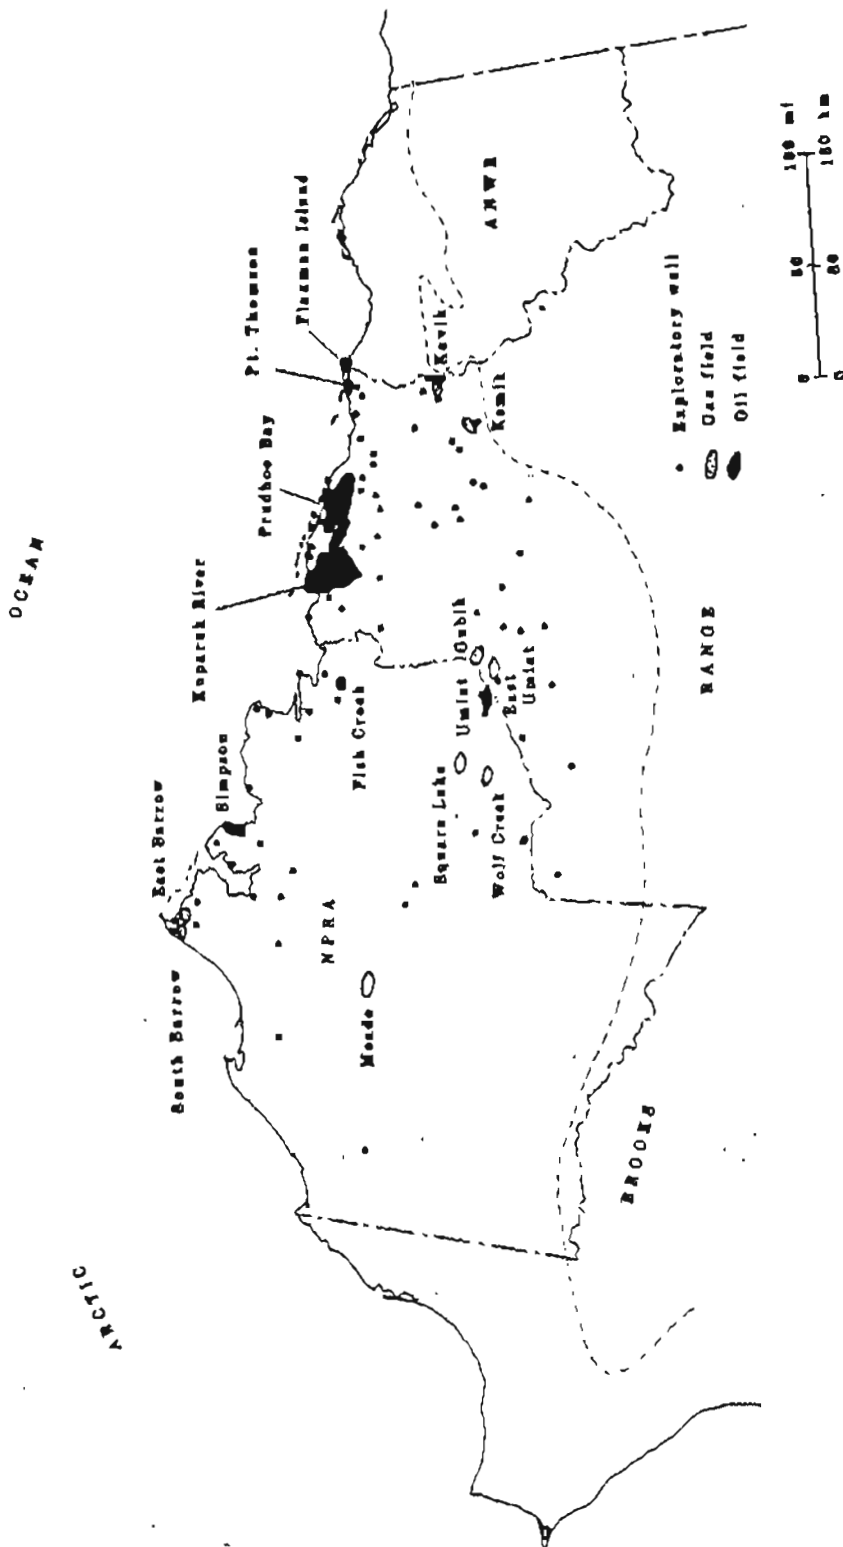 ARCTIC
OCEAN
South Barrow
East Barrow
Simpson
Kuparuk River
Prudhoe Bay
Pt. Thomson
Flaxman Island
NPRA
Meade
Fish Creek
Square Lake
Wolf Creek
Umiat
Gubik
East
Umiat
Kavik
Kemik
ANWR
BROOKS
RANGE
Exploratory well
Gas field
Oil field
0
50
100 mi
0
80
160 km